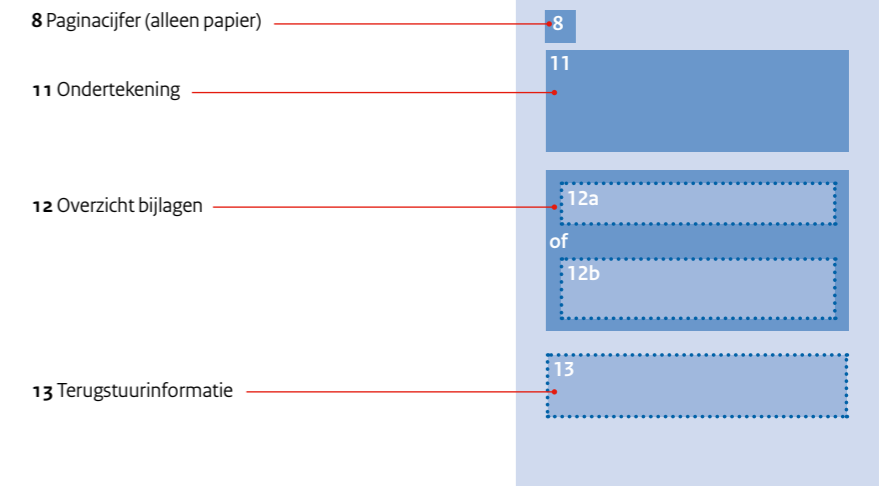 8 Paginacijfer (alleen papier)
8
11
11 Ondertekening
12a
12 Overzicht bijlagen
of
12b
13
13 Terugstuurinformatie